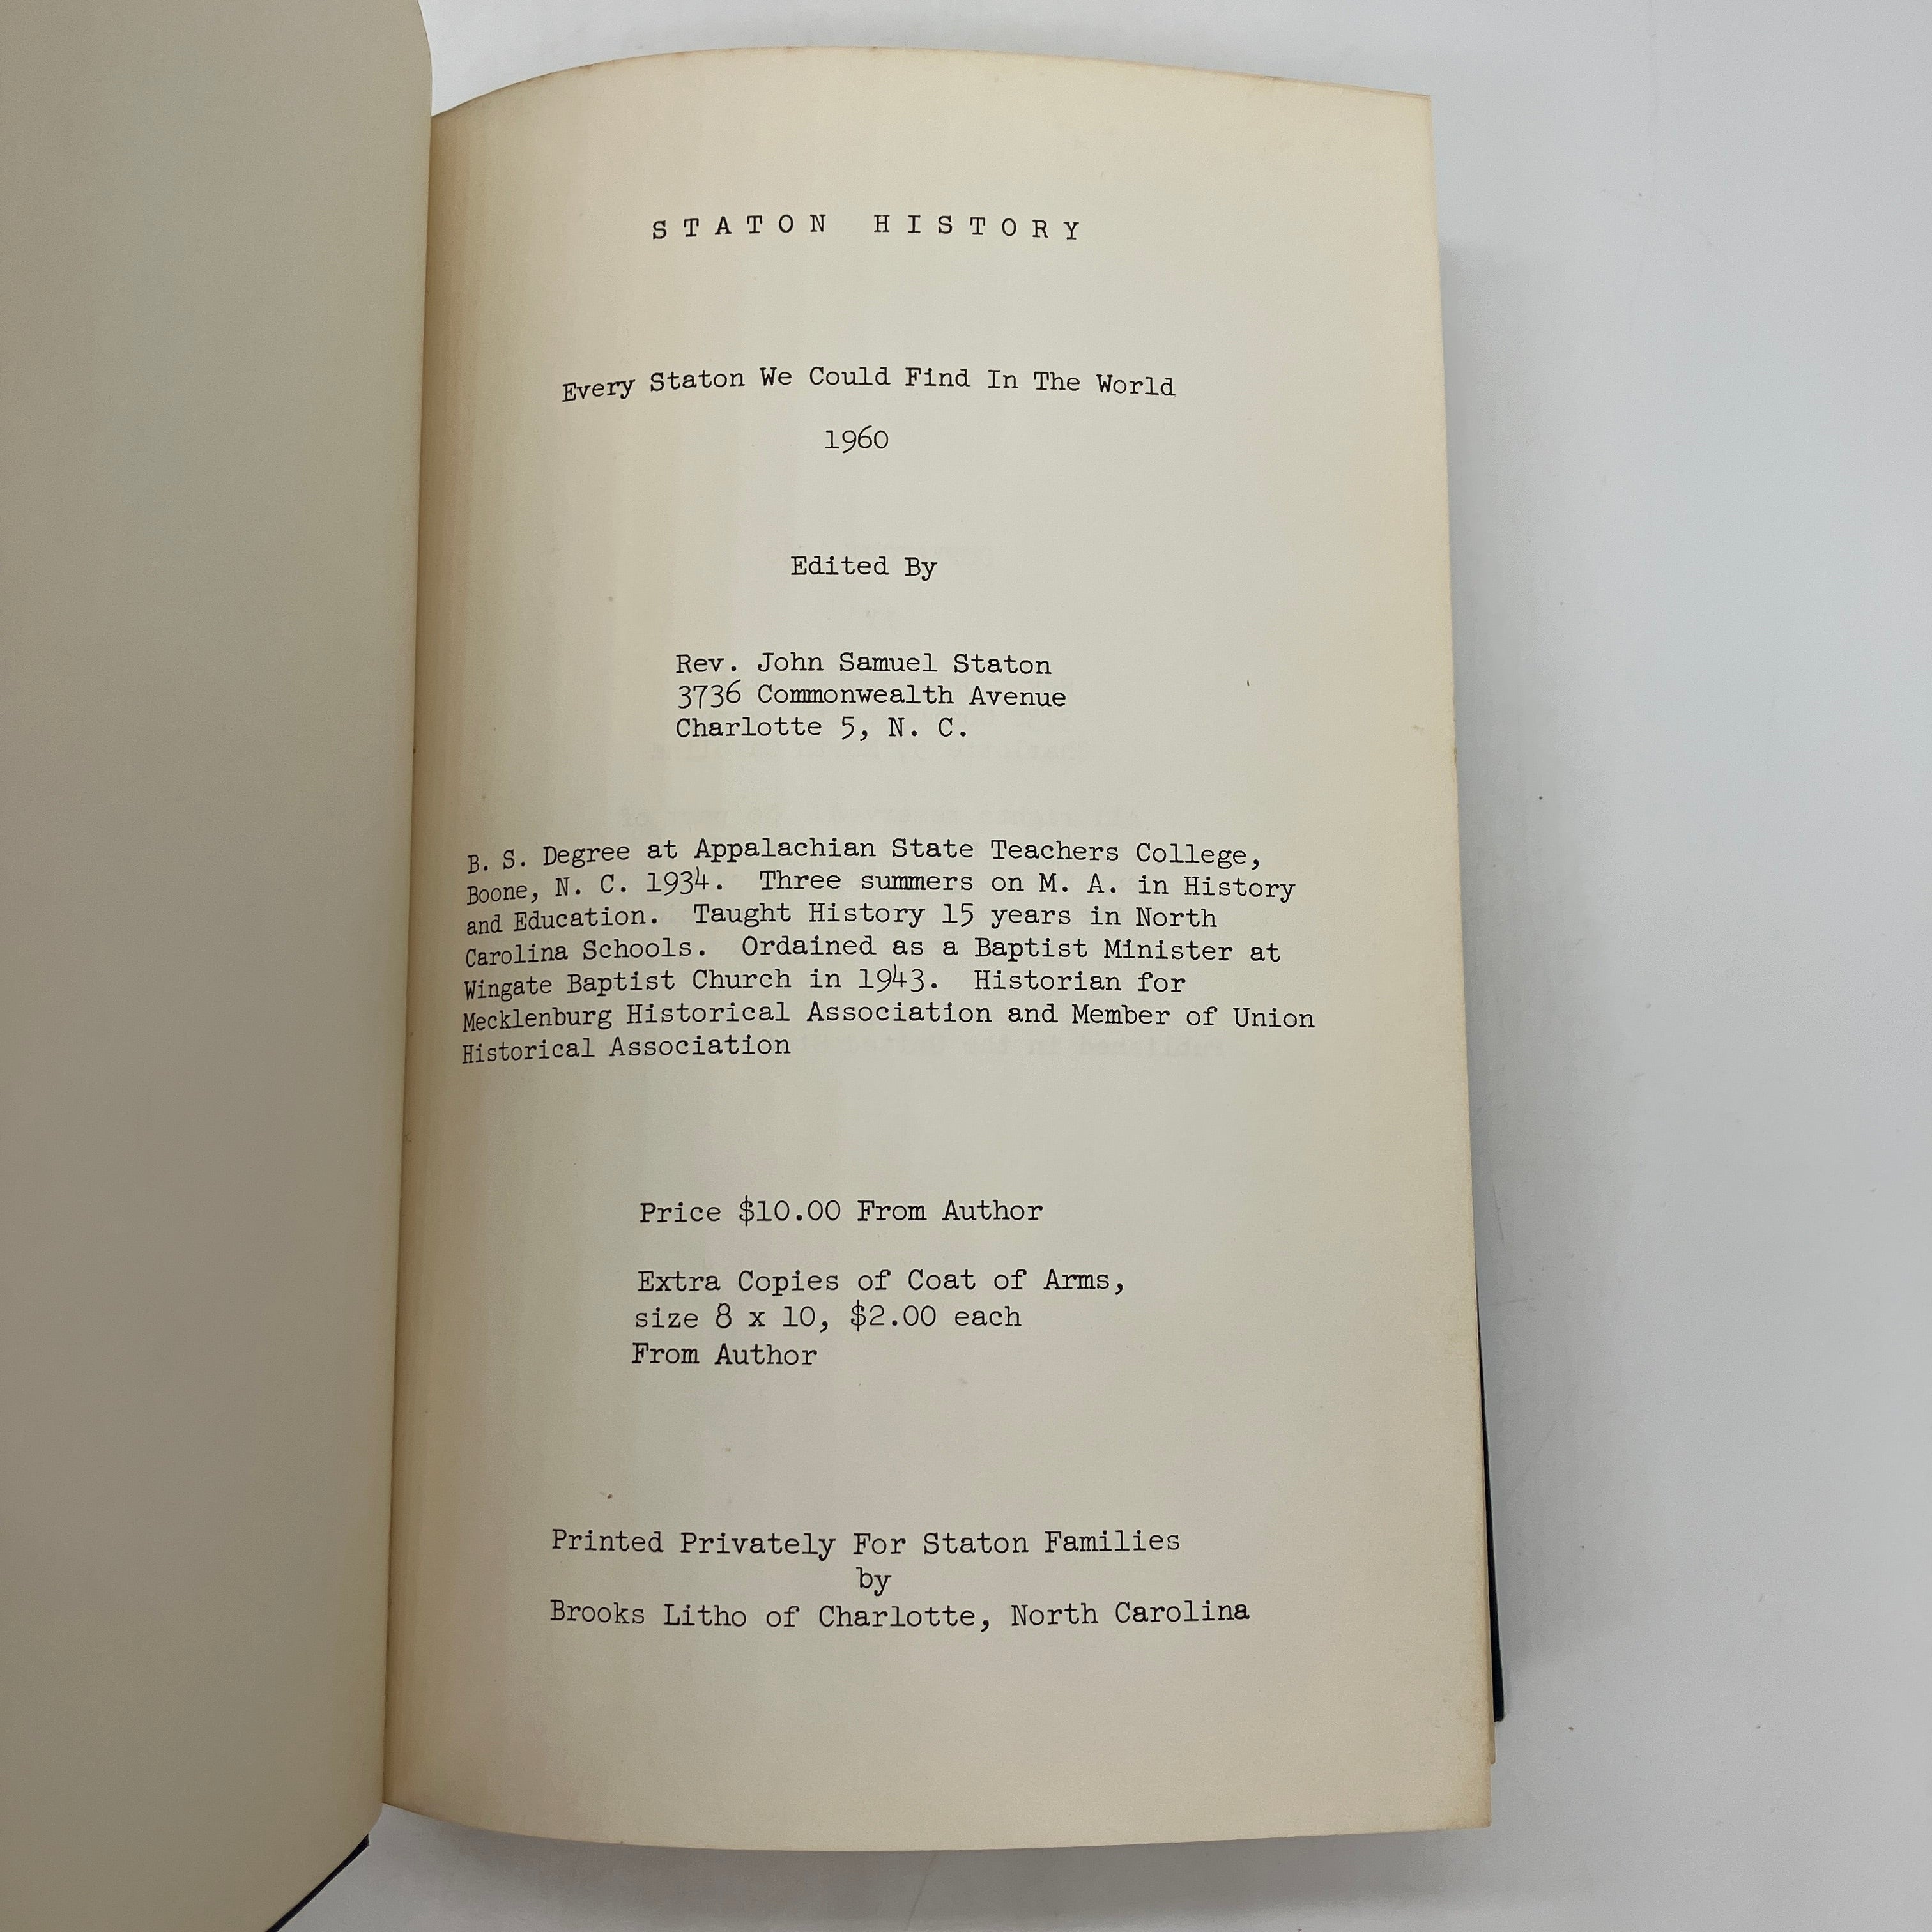 STATON HISTORY
Every Staton We Could Find In The World
1960
Edited By
Rev. John Samuel Staton
3736 Commonwealth Avenue
Charlotte 5, N. C.
B. S. Degree at Appalachian State Teachers College,
Boone, N. C. 1934. Three summers on M. A. in History
and Education. Taught History 15 years in North
Carolina Schools. Ordained as a Baptist Minister at
Wingate Baptist Church in 1943. Historian for
Mecklenburg Historical Association and Member of Union
Historical Association
Price $10.00 From Author
Extra Copies of Coat of Arms,
size 8 x 10, $2.00 each
From Author
Printed Privately For Staton Families
by
Brooks Litho of Charlotte, North Carolina